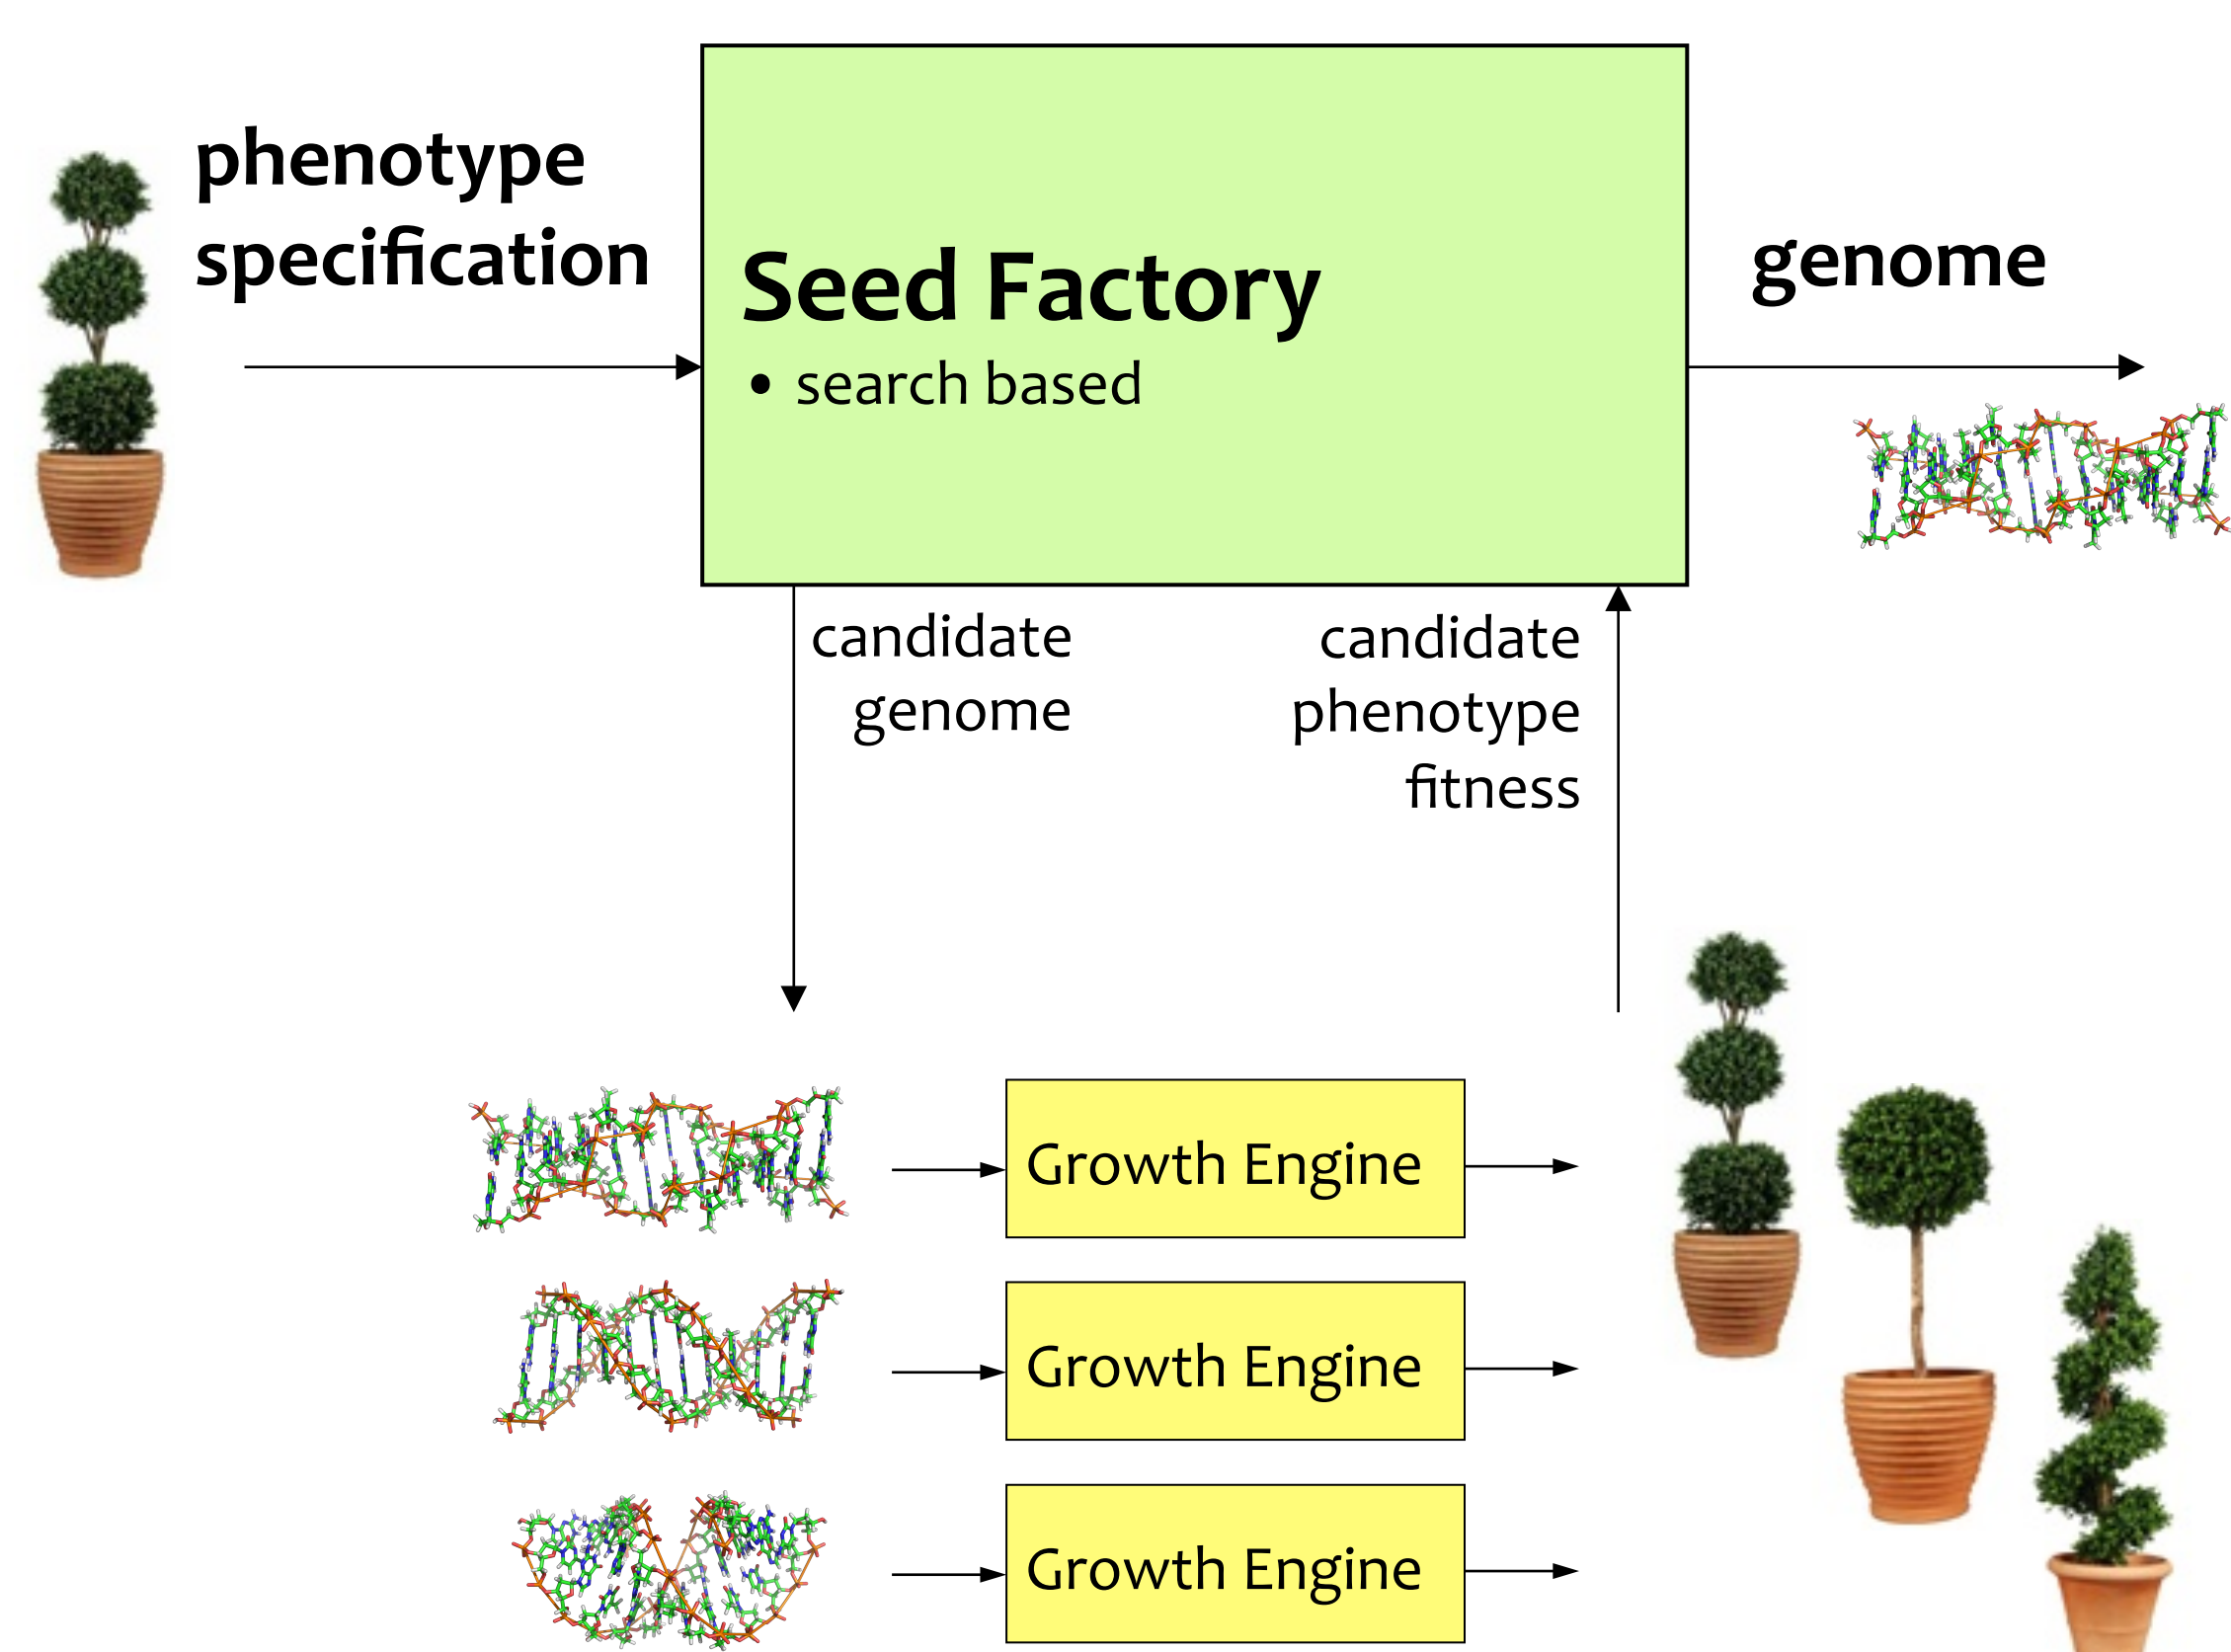 phenotype
specification
Seed Factory
• search based
genome
candidate
genome
candidate
phenotype
fitness
Growth Engine
Growth Engine
Growth Engine